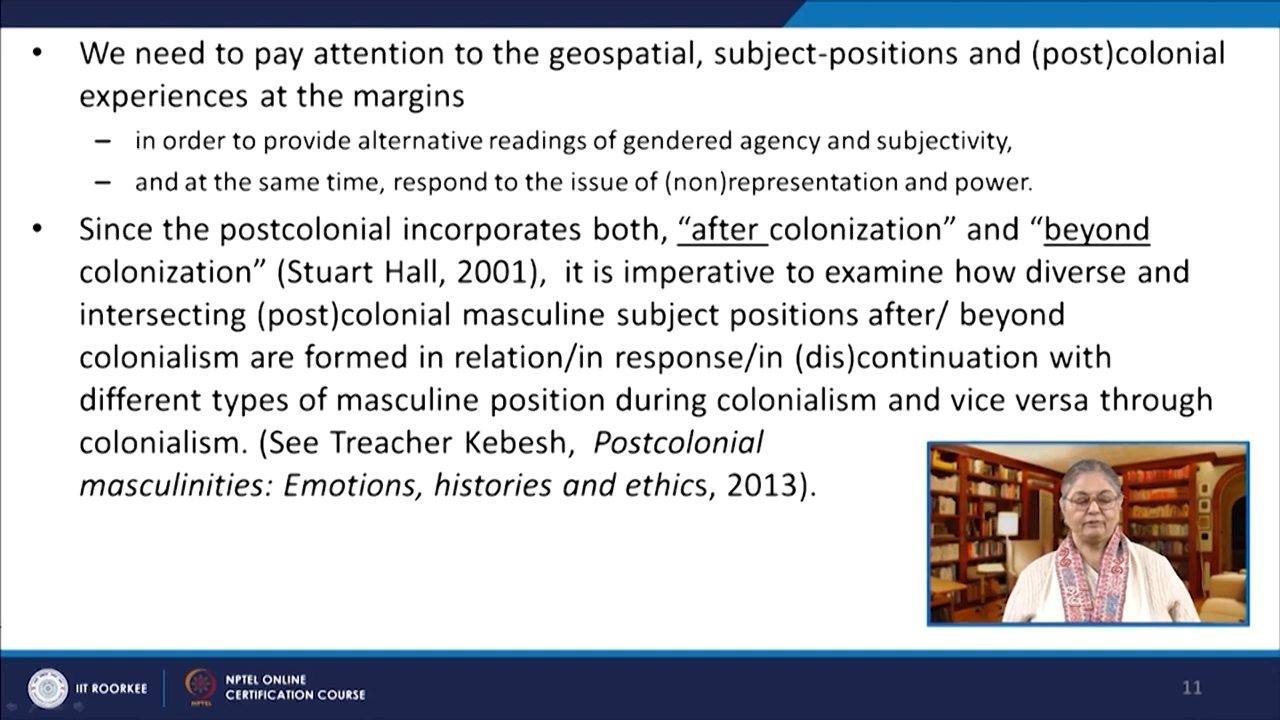 • We need to pay attention to the geospatial, subject-positions and (post)colonial
experiences at the margins
– in order to provide alternative readings of gendered agency and subjectivity,
– and at the same time, respond to the issue of (non)representation and power.
• Since the postcolonial incorporates both, “after colonization” and “beyond
colonization” (Stuart Hall, 2001), it is imperative to examine how diverse and
intersecting (post)colonial masculine subject positions after/ beyond
colonialism are formed in relation/in response/in (dis)continuation with
different types of masculine position during colonialism and vice versa through
colonialism. (See Treacher Kebesh, Postcolonial
masculinities: Emotions, histories and ethics, 2013).
IIT ROORKEE
NPTEL
NPTEL ONLINE
CERTIFICATION COURSE
11